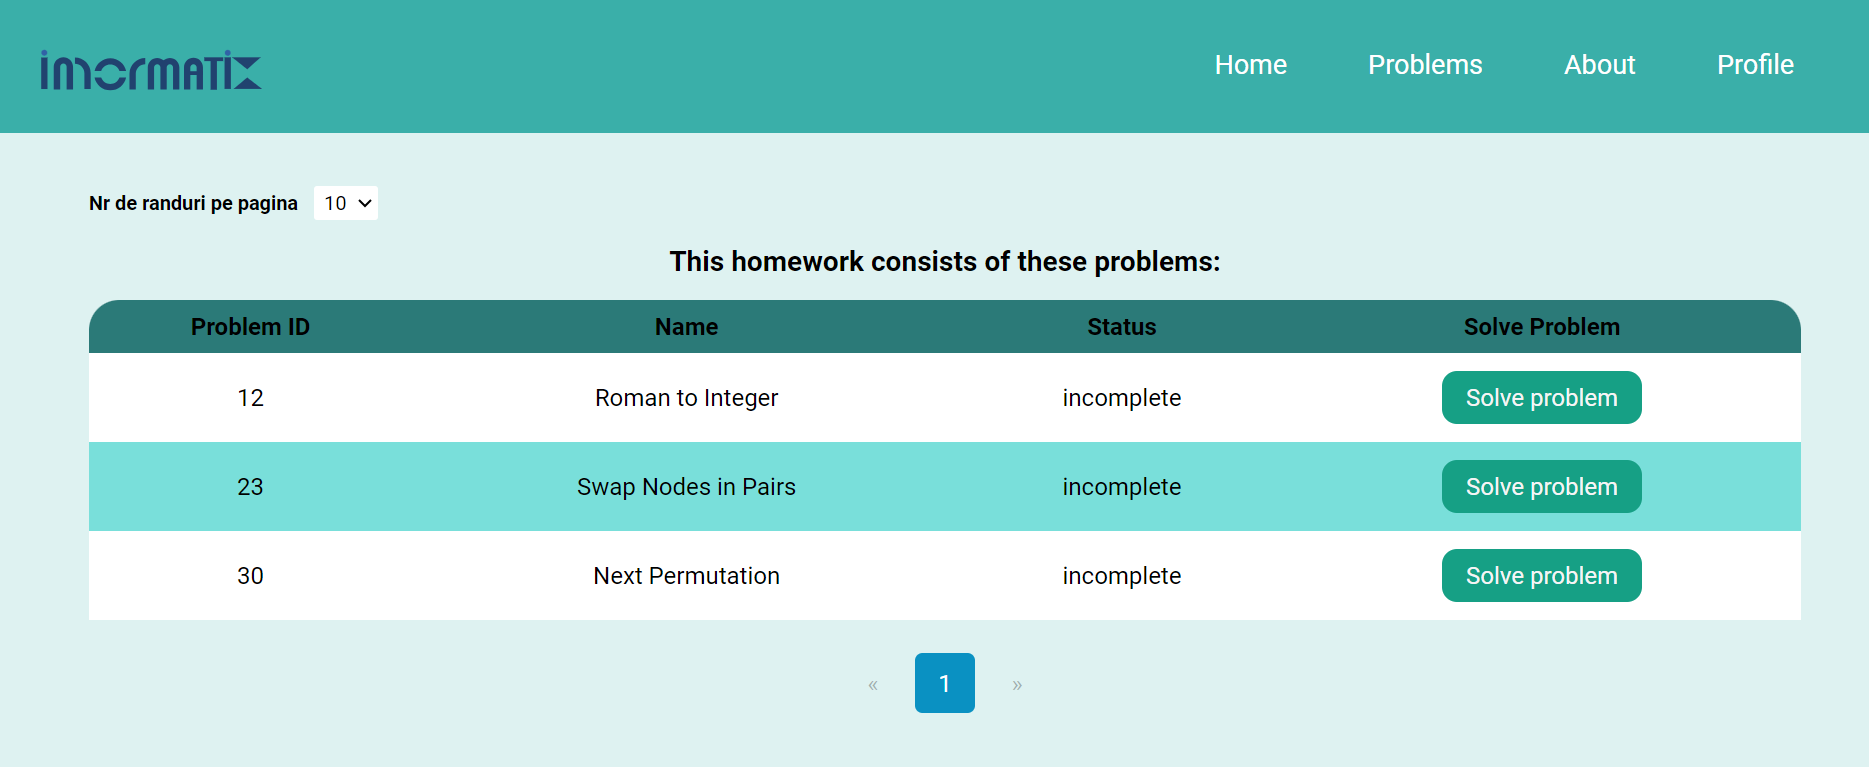 inormatix
Home Problems About Profile
Nr de randuri pe pagina 10
This homework consists of these problems:
Problem ID Name Status Solve Problem
12 Roman to Integer incomplete Solve problem
23 Swap Nodes in Pairs incomplete Solve problem
30 Next Permutation incomplete Solve problem
« 1 »